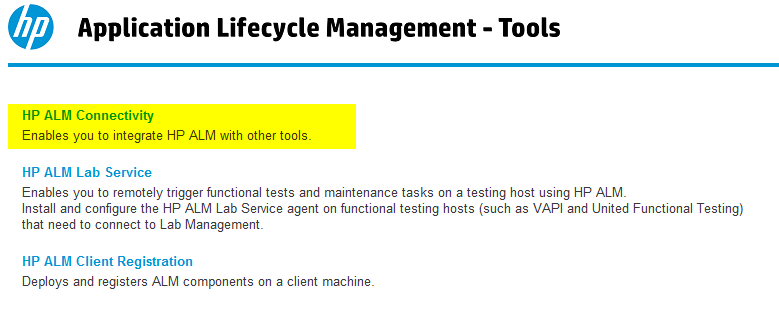 hp Application Lifecycle Management - Tools
HP ALM Connectivity
Enables you to integrate HP ALM with other tools.
HP ALM Lab Service
Enables you to remotely trigger functional tests and maintenance tasks on a testing host using HP ALM.
Install and configure the HP ALM Lab Service agent on functional testing hosts (such as VAPI and United Functional Testing)
that need to connect to Lab Management.
HP ALM Client Registration
Deploys and registers ALM components on a client machine.